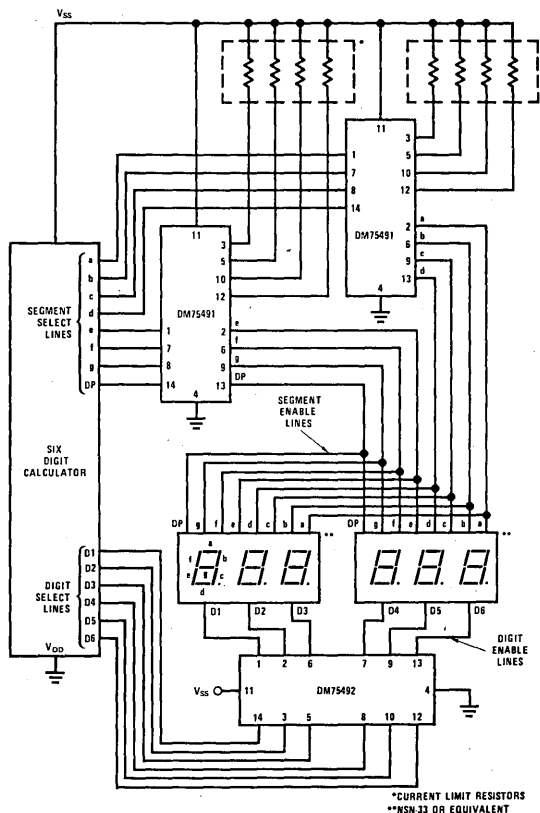 VSS
*
11
3
5
10
12
1
7
8
14
DM75491
2
6
9
13
4
a
b
c
d
11
3
5
10
12
DM75491
1
7
8
14
2
6
9
13
4
e
f
g
DP
SEGMENT
SELECT
LINES
a
b
c
d
e
f
g
DP
SIX
DIGIT
CALCULATOR
SEGMENT
ENABLE
LINES
DP g f e d c b a
**
DP g f e d c b a
**
a
f b
g
e c
d
D1 D2 D3
D4 D5 D6
DIGIT
SELECT
LINES
D1
D2
D3
D4
D5
D6
VDD
DIGIT
ENABLE
LINES
1 2 6 7 9 13
VSS
11 DM75492 4
14 3 5 8 10 12
*CURRENT LIMIT RESISTORS
**NSN-33 OR EQUIVALENT